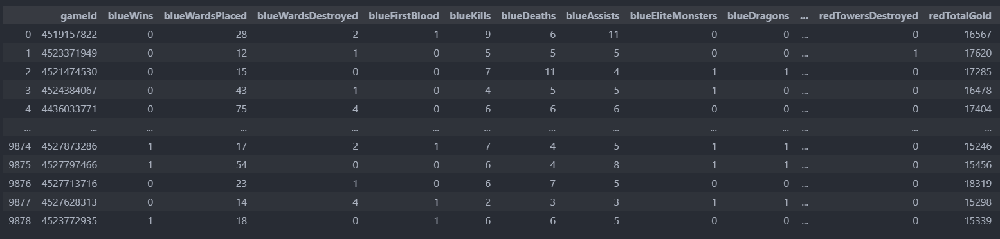 gameId blueWins blueWardsPlaced blueWardsDestroyed blueFirstBlood blueKills blueDeaths blueAssists blueEliteMonsters blueDragons ... redTowersDestroyed redTotalGold
0 4519157822 0 28 2 1 9 6 11 0 0 ... 0 16567
1 4523371949 0 12 1 0 5 5 5 0 0 ... 1 17620
2 4521474530 0 15 0 0 7 11 4 1 1 ... 0 17285
3 4524384067 0 43 1 0 4 5 5 1 0 ... 0 16478
4 4436033771 0 75 4 0 6 6 6 0 0 ... 0 17404
... ... ... ... ... ... ... ... ... ... ... ... ... ...
9874 4527873286 1 17 2 1 7 4 5 1 1 ... 0 15246
9875 4527797466 1 54 0 0 6 4 8 1 1 ... 0 15456
9876 4527713716 0 23 1 0 6 7 5 0 0 ... 0 18319
9877 4527628313 0 14 4 1 2 3 3 1 1 ... 0 15298
9878 4523772935 1 18 0 1 6 6 5 0 0 ... 0 15339